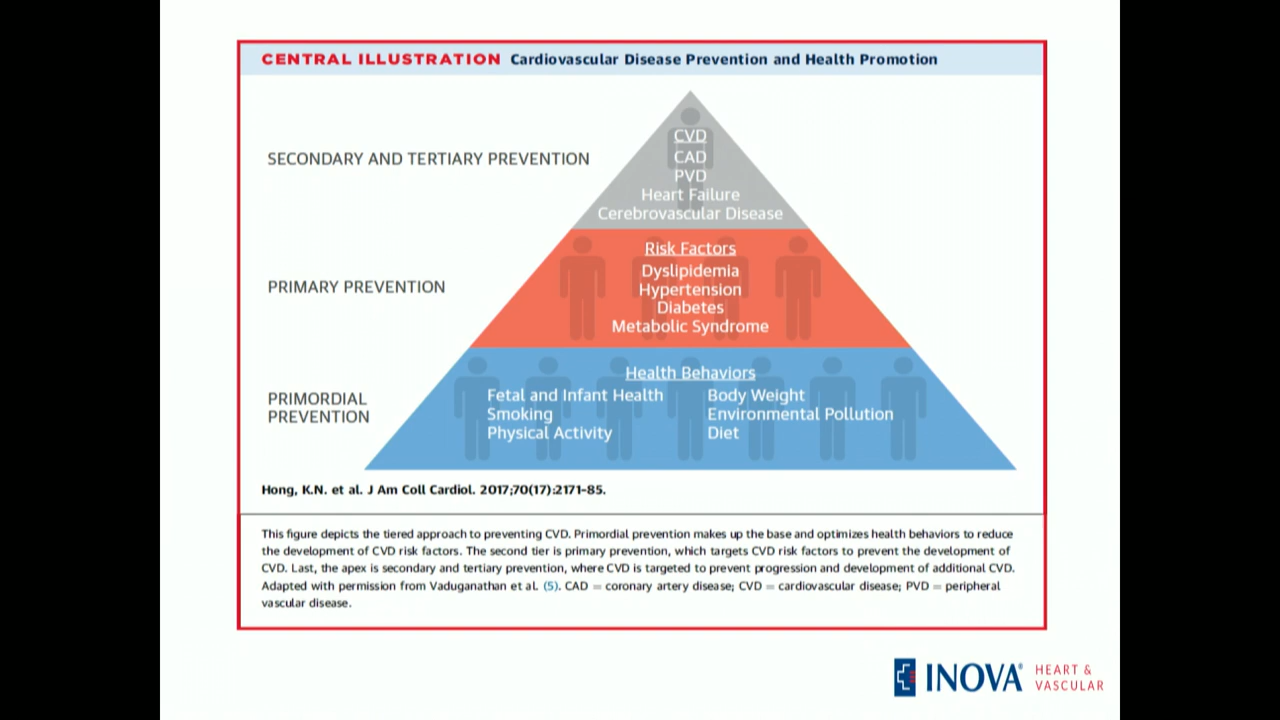 CENTRAL ILLUSTRATION Cardiovascular Disease Prevention and Health Promotion
SECONDARY AND TERTIARY PREVENTION
CVD
CAD
PVD
Heart Failure
Cerebrovascular Disease
PRIMARY PREVENTION
Risk Factors
Dyslipidemia
Hypertension
Diabetes
Metabolic Syndrome
PRIMORDIAL
PREVENTION
Health Behaviors
Fetal and Infant Health
Smoking
Physical Activity
Body Weight
Environmental Pollution
Diet
Hong, K.N. et al. J Am Coll Cardiol. 2017;70(17):2171–85.
This figure depicts the tiered approach to preventing CVD. Primordial prevention makes up the base and optimizes health behaviors to reduce
the development of CVD risk factors. The second tier is primary prevention, which targets CVD risk factors to prevent the development of
CVD. Last, the apex is secondary and tertiary prevention, where CVD is targeted to prevent progression and development of additional CVD.
Adapted with permission from Vaduganathan et al. (5). CAD = coronary artery disease; CVD = cardiovascular disease; PVD = peripheral
vascular disease.
INOVA® HEART &
VASCULAR